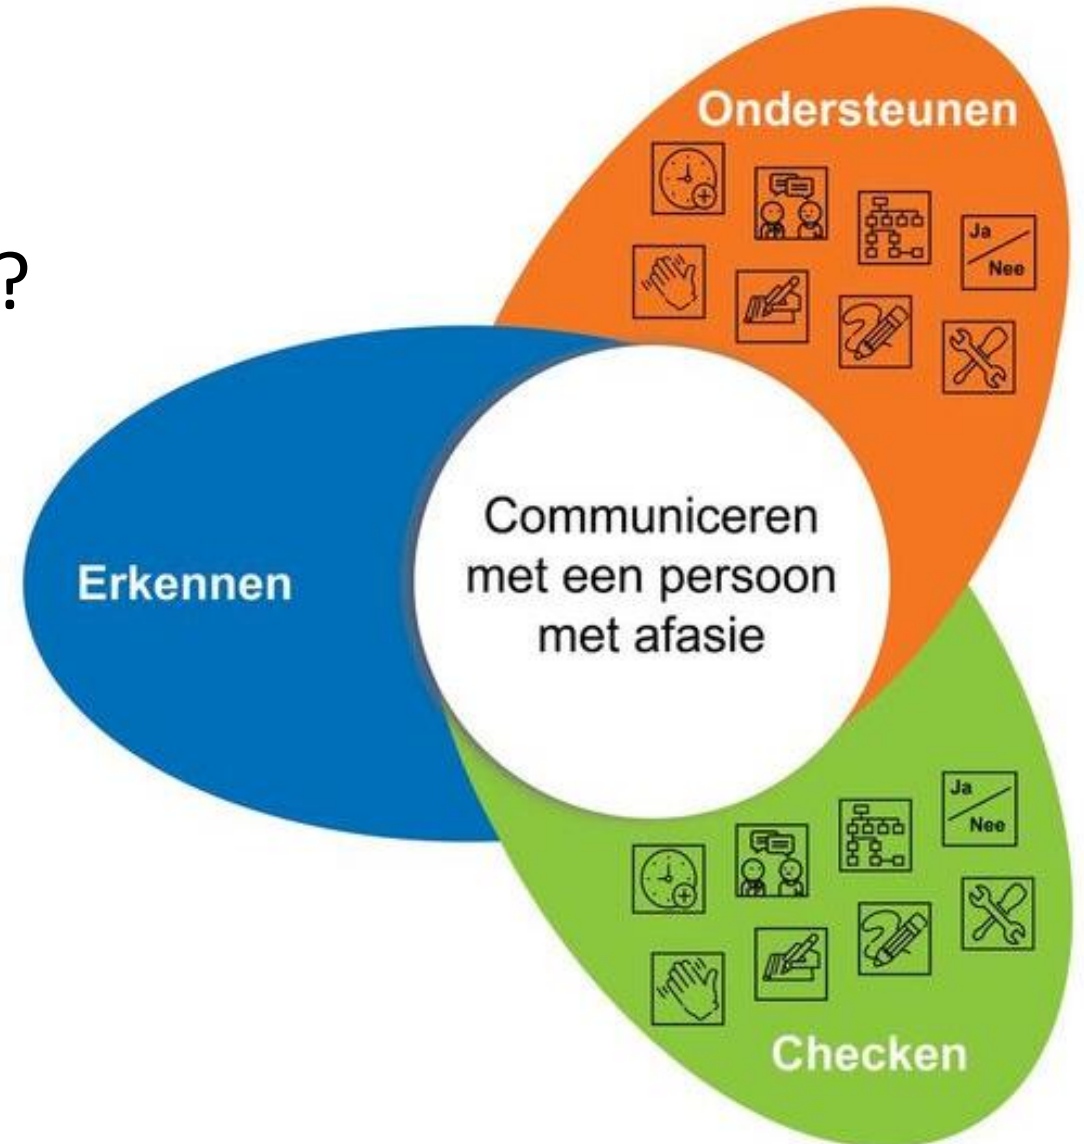 Ondersteunen
Ja
Nee
?
Erkennen
Communiceren
met een persoon
met afasie
Ja
Nee
Checken